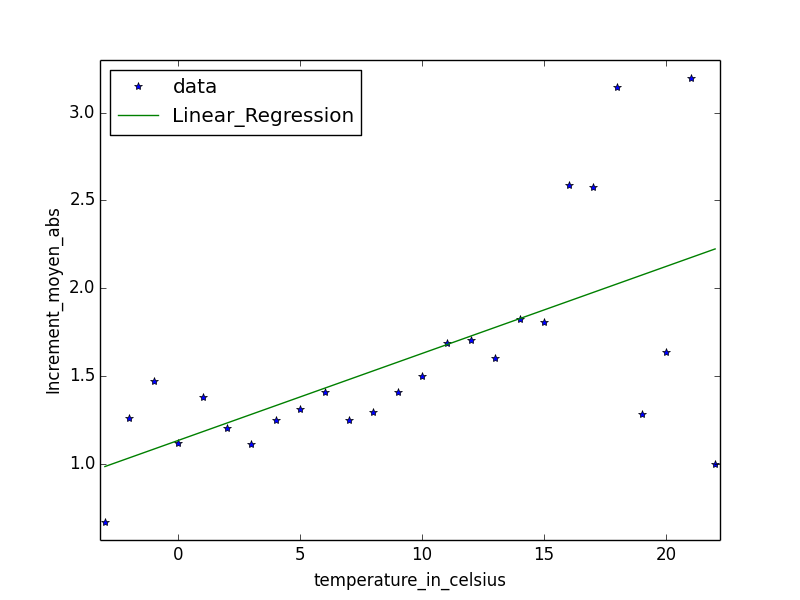 data
Linear_Regression
3.0
2.5
2.0
1.5
1.0
Increment_moyen_abs
0 5 10 15 20
temperature_in_celsius